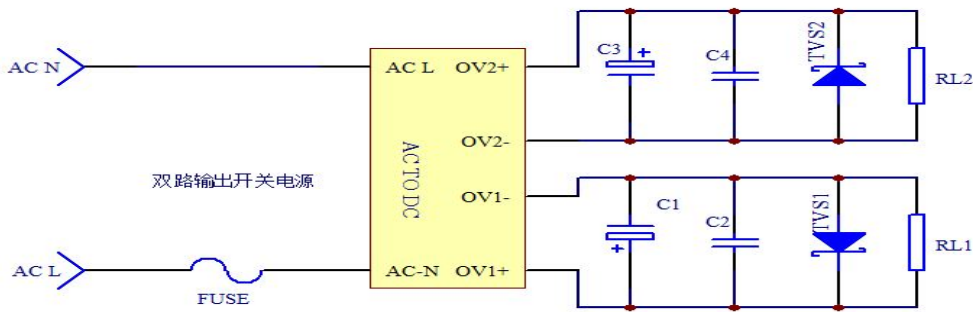 C3
+
C4
TVS2
RL2
AC N
AC L
OV2+
OV2-
AC TO DC
双路输出开关电源
OV1-
C1
+
C2
TVS1
RL1
AC L
FUSE
AC-N
OV1+